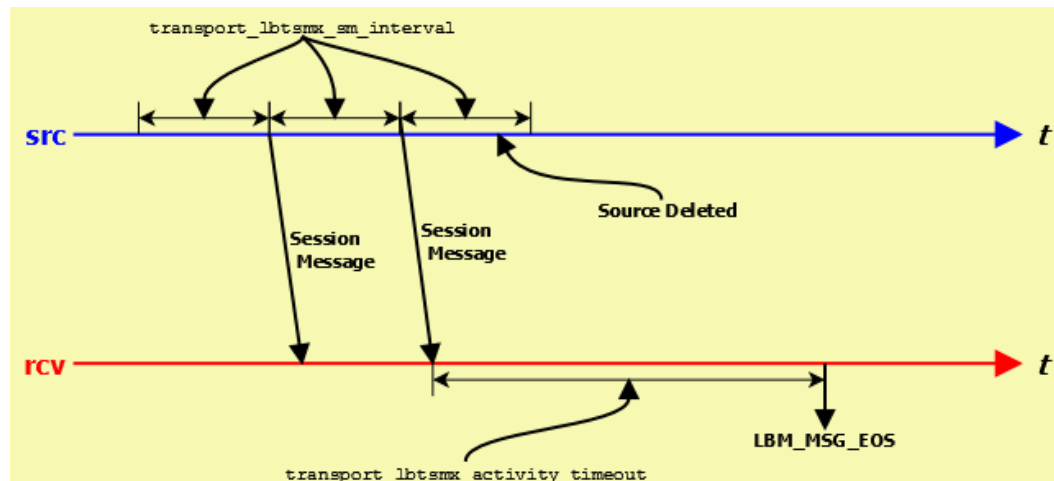 transport_lbtsmx_sm_interval
src
t
Source Deleted
Session
Message
Session
Message
rcv
t
LBM_MSG_EOS
transport_lbtsmx_activity_timeout